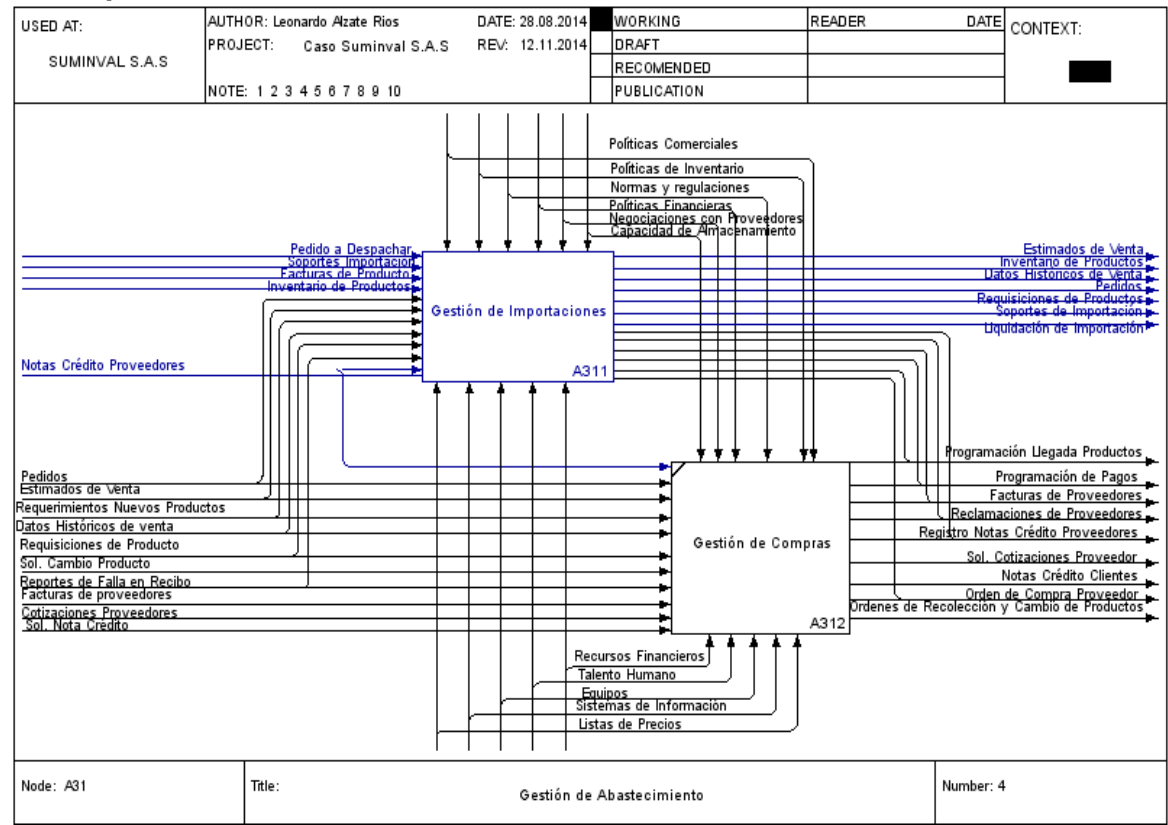 USED AT:
SUMINVAL S.A.S
AUTHOR: Leonardo Alzate Rios
DATE: 28.08.2014
PROJECT: Caso Suminval S.A.S
REV: 12.11.2014
NOTE: 1 2 3 4 5 6 7 8 9 10
WORKING
DRAFT
RECOMENDED
PUBLICATION
READER
DATE
CONTEXT:
Políticas Comerciales
Políticas de Inventario
Normas y regulaciones
Políticas Financieras
Negociaciones con Proveedores
Capacidad de Almacenamiento
Pedido a Despachar
Soportes Importación
Facturas de Producto
Inventario de Productos
Notas Crédito Proveedores
Gestión de Importaciones
A311
Estimados de Venta
Inventario de Productos
Datos Históricos de Venta
Pedidos
Requisiciones de Productos
Soportes de Importación
Liquidación de Importación
Pedidos
Estimados de Venta
Requerimientos Nuevos Productos
Datos Históricos de venta
Requisiciones de Producto
Sol. Cambio Producto
Reportes de Falla en Recibo
Facturas de proveedores
Cotizaciones Proveedores
Sol. Nota Crédito
Gestión de Compras
A312
Programación Llegada Productos
Programación de Pagos
Facturas de Proveedores
Reclamaciones de Proveedores
Registro Notas Crédito Proveedores
Sol. Cotizaciones Proveedor
Notas Crédito Clientes
Orden de Compra Proveedor
Ordenes de Recolección y Cambio de Productos
Recursos Financieros
Talento Humano
Equipos
Sistemas de Información
Listas de Precios
Node: A31
Title:
Gestión de Abastecimiento
Number: 4